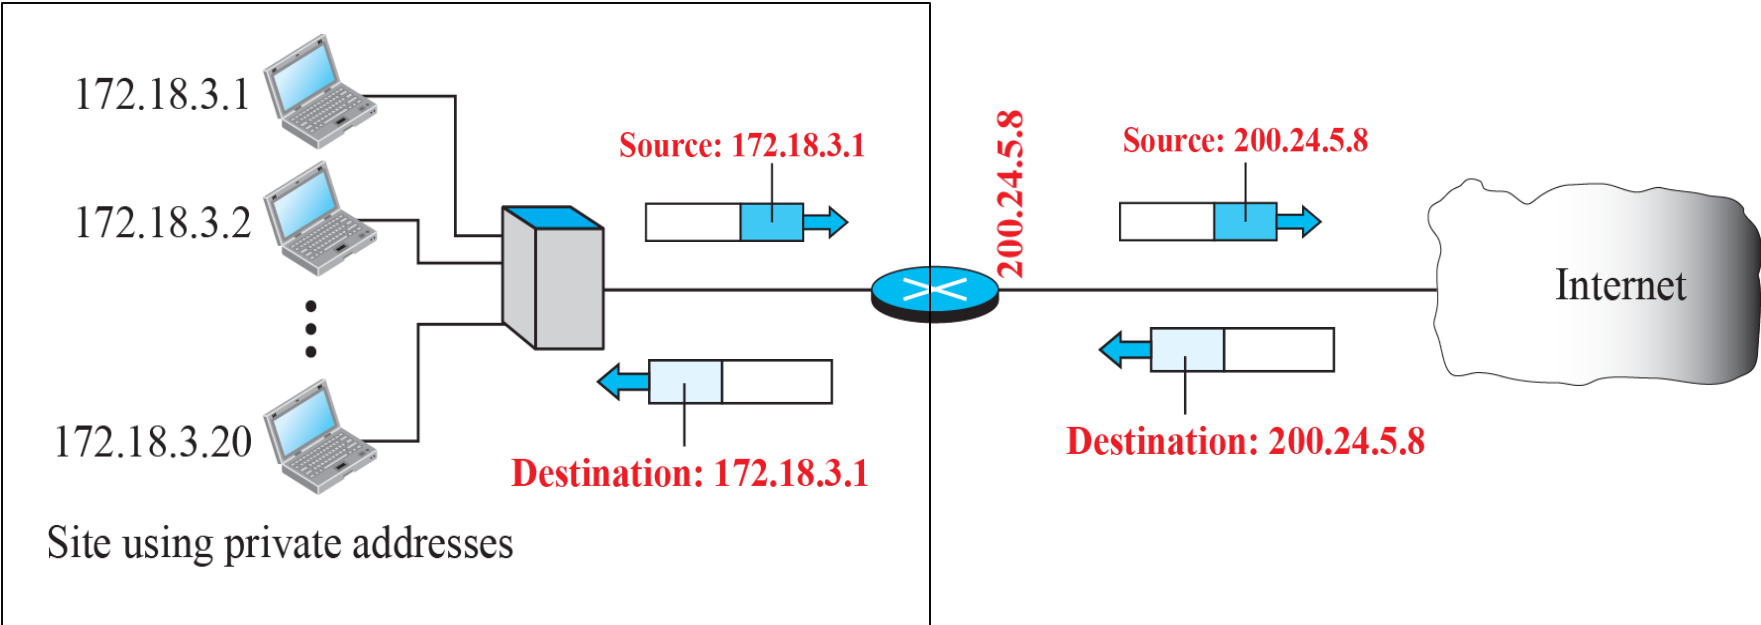 172.18.3.1
Source: 172.18.3.1
200.24.5.8
Source: 200.24.5.8
172.18.3.2
Internet
172.18.3.20
Destination: 172.18.3.1
Destination: 200.24.5.8
Site using private addresses